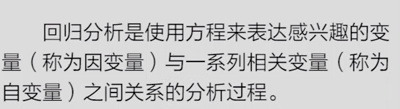 回归分析是使用方程来表达感兴趣的变
量（称为因变量）与一系列相关变量（称为
自变量）之间关系的分析过程。